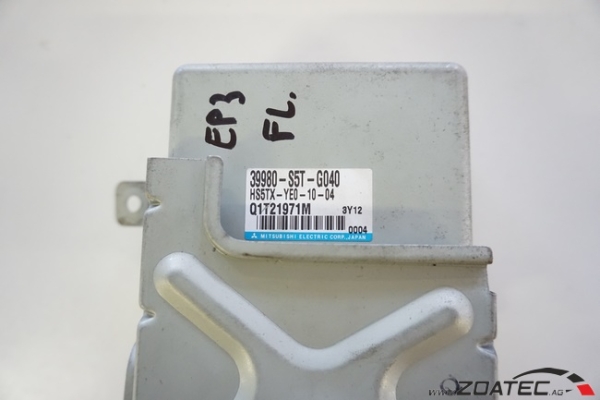 EP3
FL.
39980-S5T-G040
HS5TX-YE0-10-04
Q1T21971M 3Y12
0004
MITSUBISHI ELECTRIC CORP. JAPAN
OZOATEC.AG